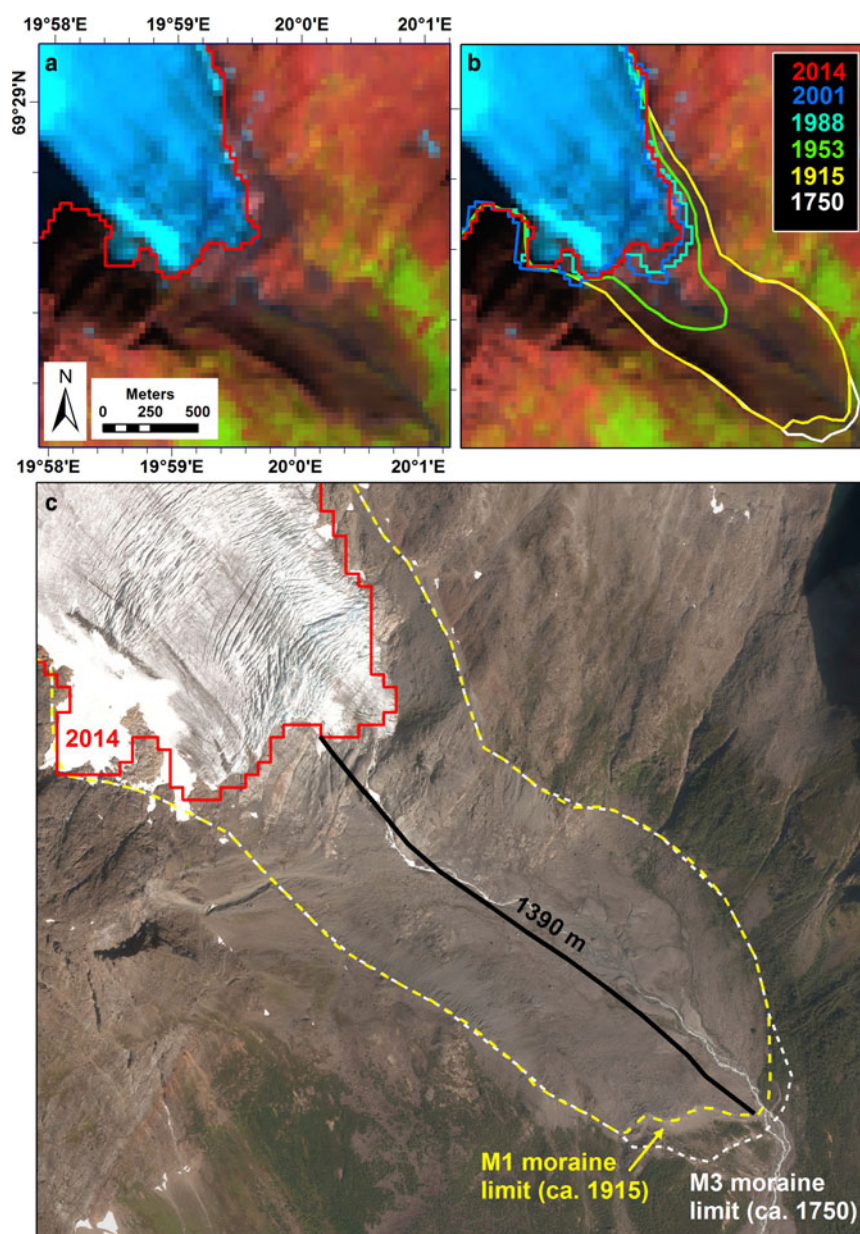 19°58'E 19°59'E 20°0'E 20°1'E
69°29'N
a
N
Meters
0 250 500
19°58'E 19°59'E 20°0'E 20°1'E
b
2014
2001
1988
1953
1915
1750
c
2014
1390 m
M1 moraine
limit (ca. 1915)
M3 moraine
limit (ca. 1750)